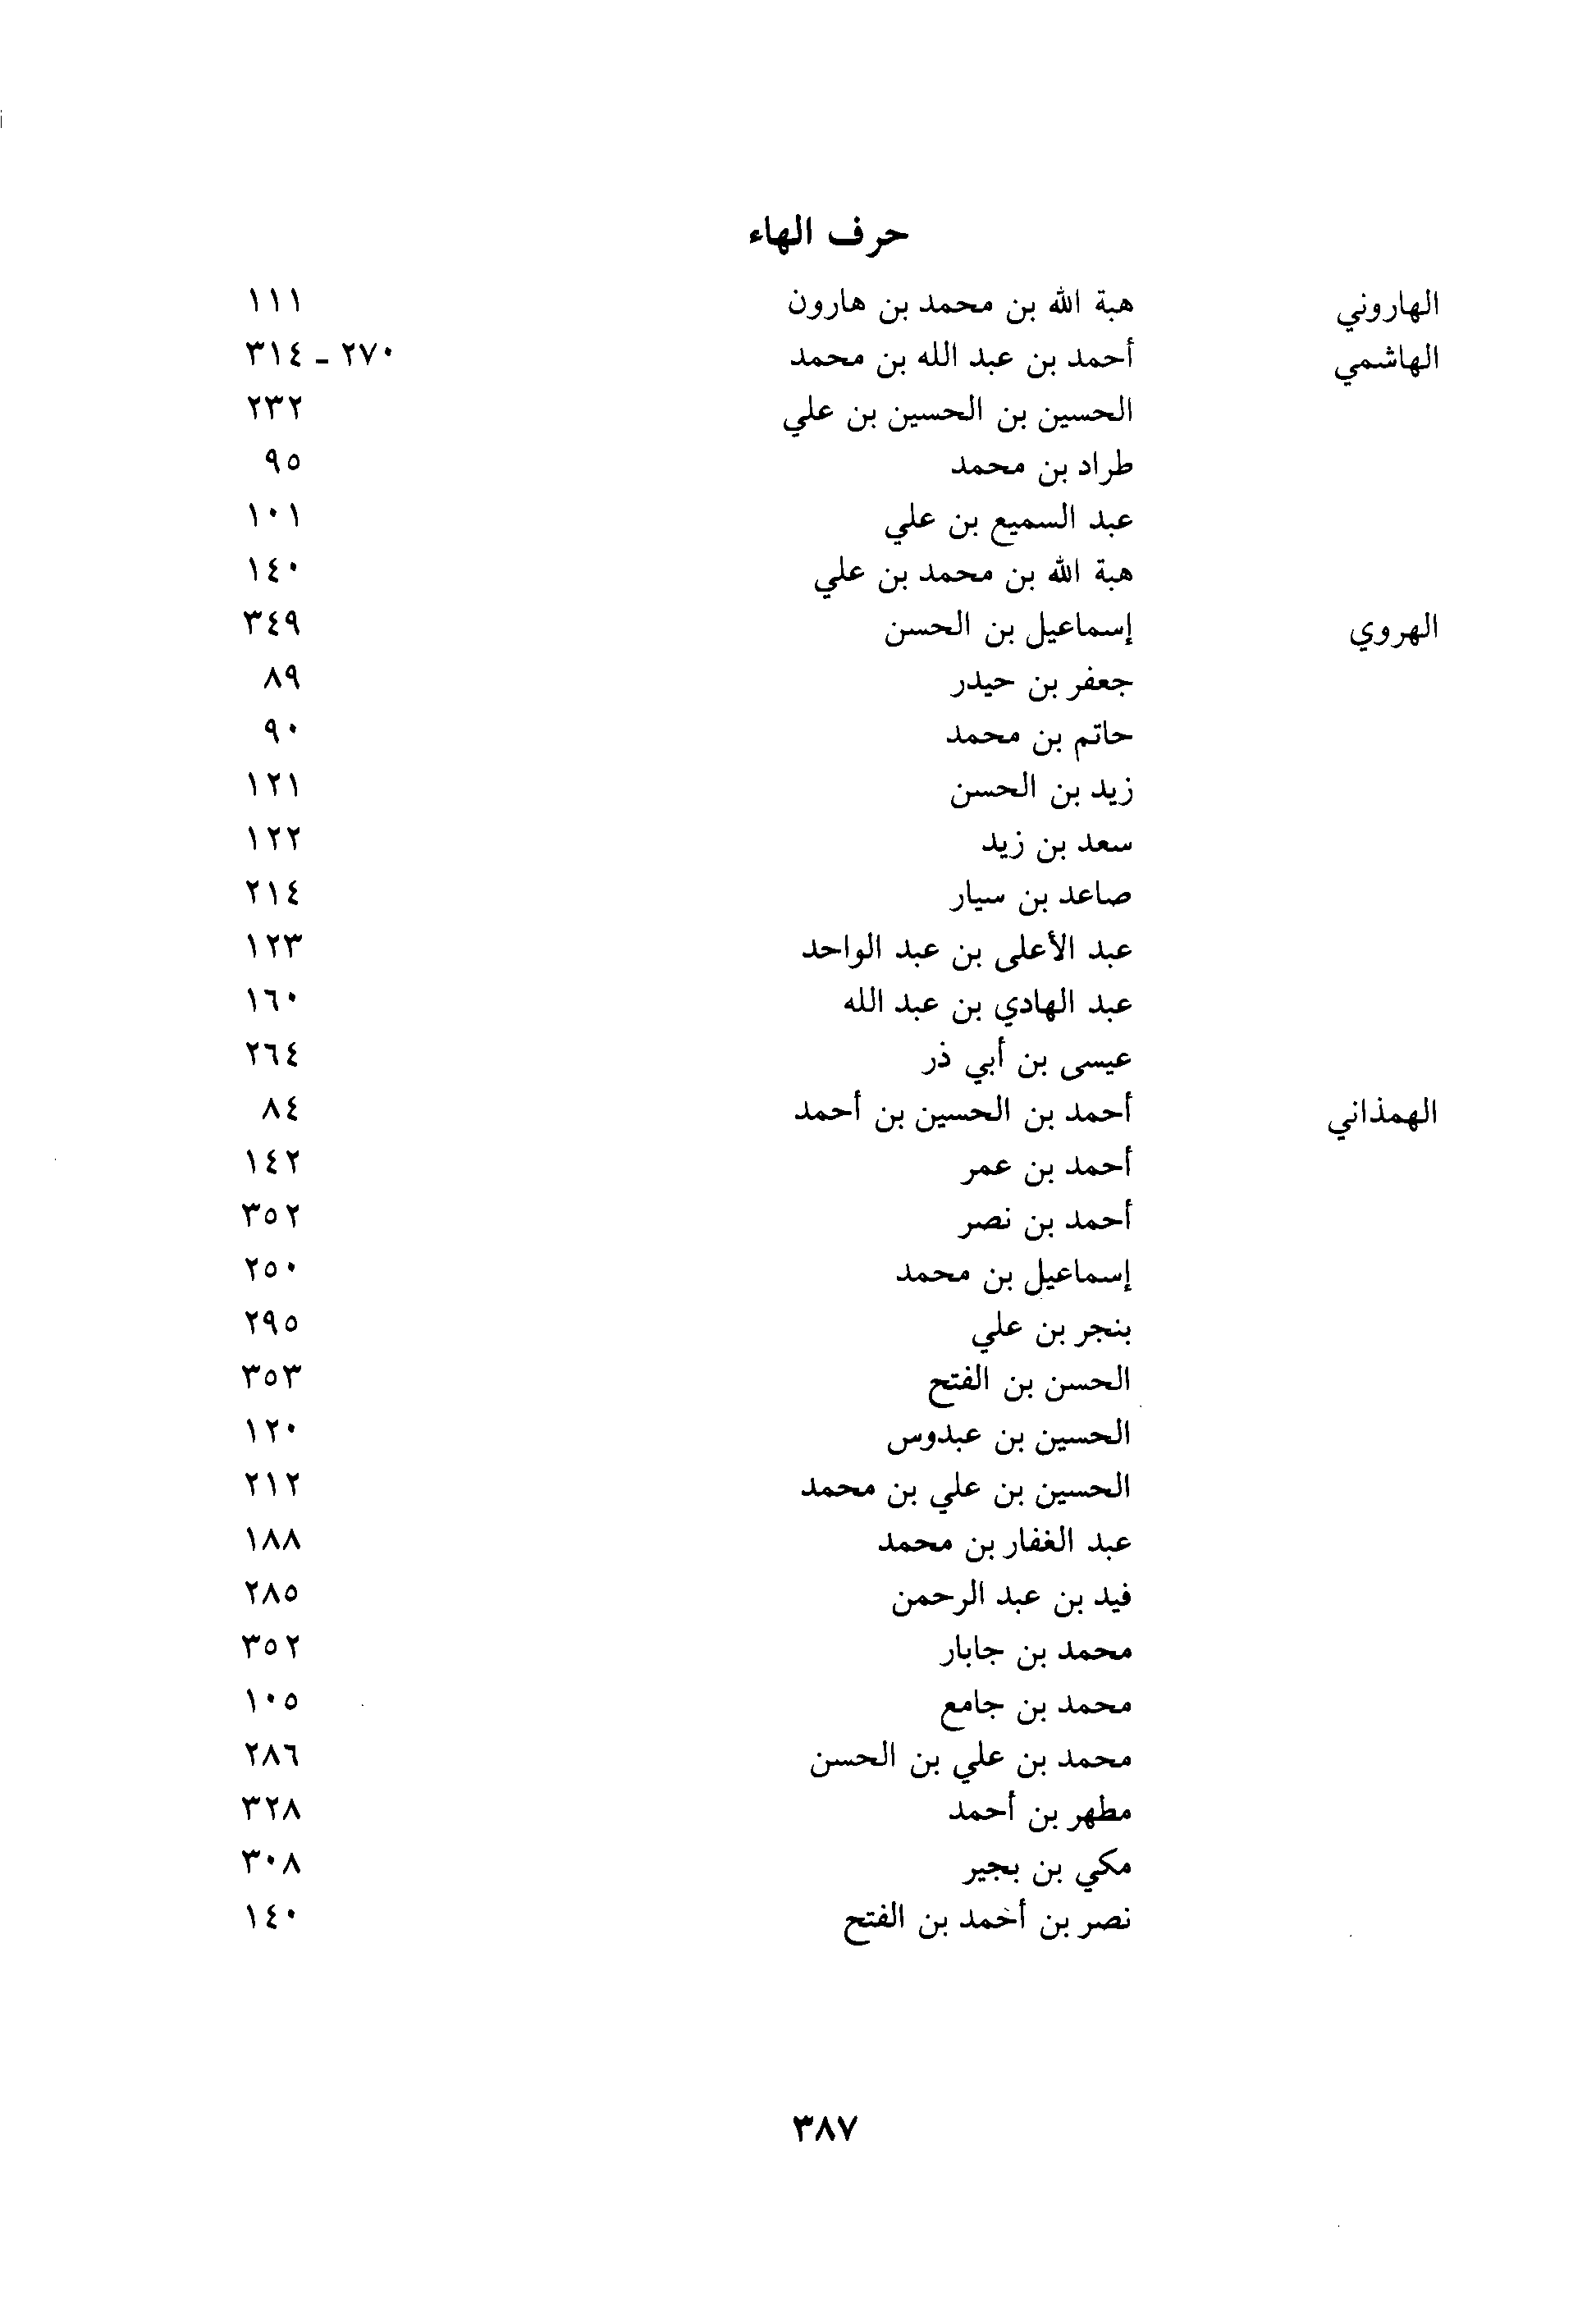 حرف الهاء
الهاروني هبة الله بن محمد بن هارون ١١١
الهاشمي أحمد بن عبد الله بن محمد ٢٧٠ - ٣١٤
الحسين بن الحسين بن علي ٢٣٢
طراد بن محمد ٩٥
عبد السميع بن علي ١٠١
هبة الله بن محمد بن علي ١٤٠
الهروي إسماعيل بن الحسن ٣٤٩
جعفر بن حيدر ٨٩
حاتم بن محمد ٩٠
زيد بن الحسن ١٢١
سعد بن زيد ١٢٢
صاعد بن سيار ٢١٤
عبد الأعلى بن عبد الواحد ١٢٣
عبد الهادي بن عبد الله ١٦٠
عيسى بن أبي ذر ٢٦٤
الهمذاني أحمد بن الحسين بن أحمد ٨٤
أحمد بن عمر ١٤٢
أحمد بن نصر ٣٥٢
إسماعيل بن محمد ٢٥٠
بنجر بن علي ٢٩٥
الحسن بن الفتح ٣٥٣
الحسين بن عبدوس ١٢٠
الحسين بن علي بن محمد ٢١٢
عبد الغفار بن محمد ١٨٨
فيد بن عبد الرحمن ٢٨٥
محمد بن جابار ٣٥٢
محمد بن جامع ١٠٥
محمد بن علي بن الحسن ٢٨٦
مطهر بن أحمد ٣٢٨
مكي بن بجير ٣٠٨
نصر بن أحمد بن الفتح ١٤٠
٣٨٧